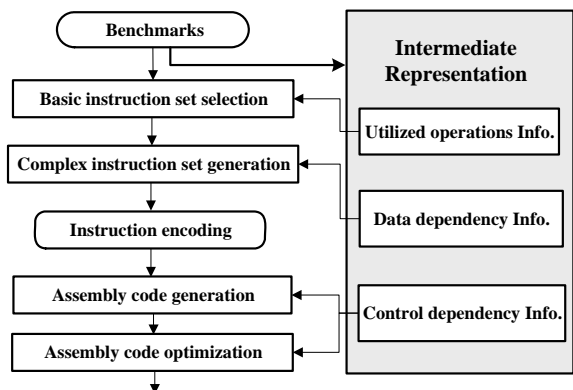 Benchmarks
Basic instruction set selection
Complex instruction set generation
Instruction encoding
Assembly code generation
Assembly code optimization
Intermediate
Representation
Utilized operations Info.
Data dependency Info.
Control dependency Info.